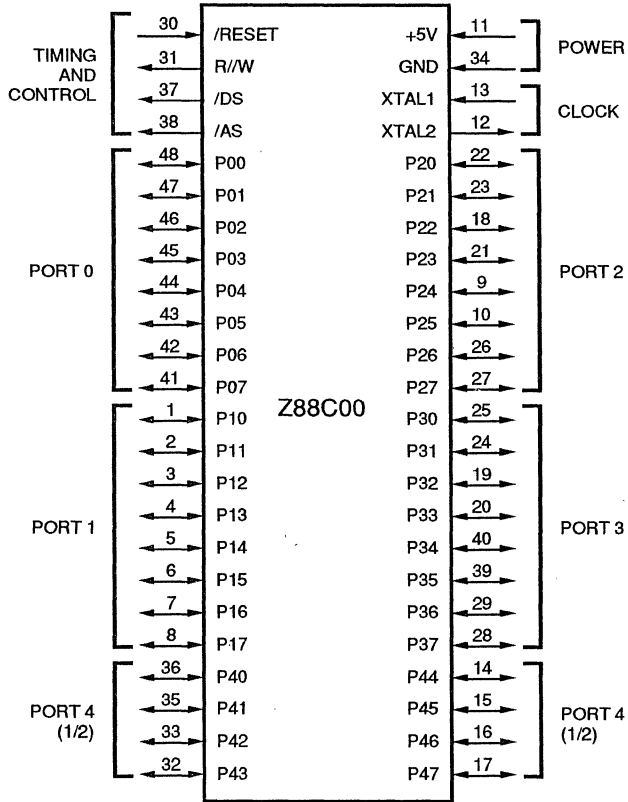 TIMING
AND
CONTROL
30 /RESET
31 R//W
37 /DS
38 /AS
PORT 0
48 P00
47 P01
46 P02
45 P03
44 P04
43 P05
42 P06
41 P07
PORT 1
1 P10
2 P11
3 P12
4 P13
5 P14
6 P15
7 P16
8 P17
PORT 4
(1/2)
36 P40
35 P41
33 P42
32 P43
Z88C00
+5V 11
GND 34
POWER
XTAL1 13
XTAL2 12
CLOCK
P20 22
P21 23
P22 18
P23 21
P24 9
P25 10
P26 26
P27 27
PORT 2
P30 25
P31 24
P32 19
P33 20
P34 40
P35 39
P36 29
P37 28
PORT 3
P44 14
P45 15
P46 16
P47 17
PORT 4
(1/2)